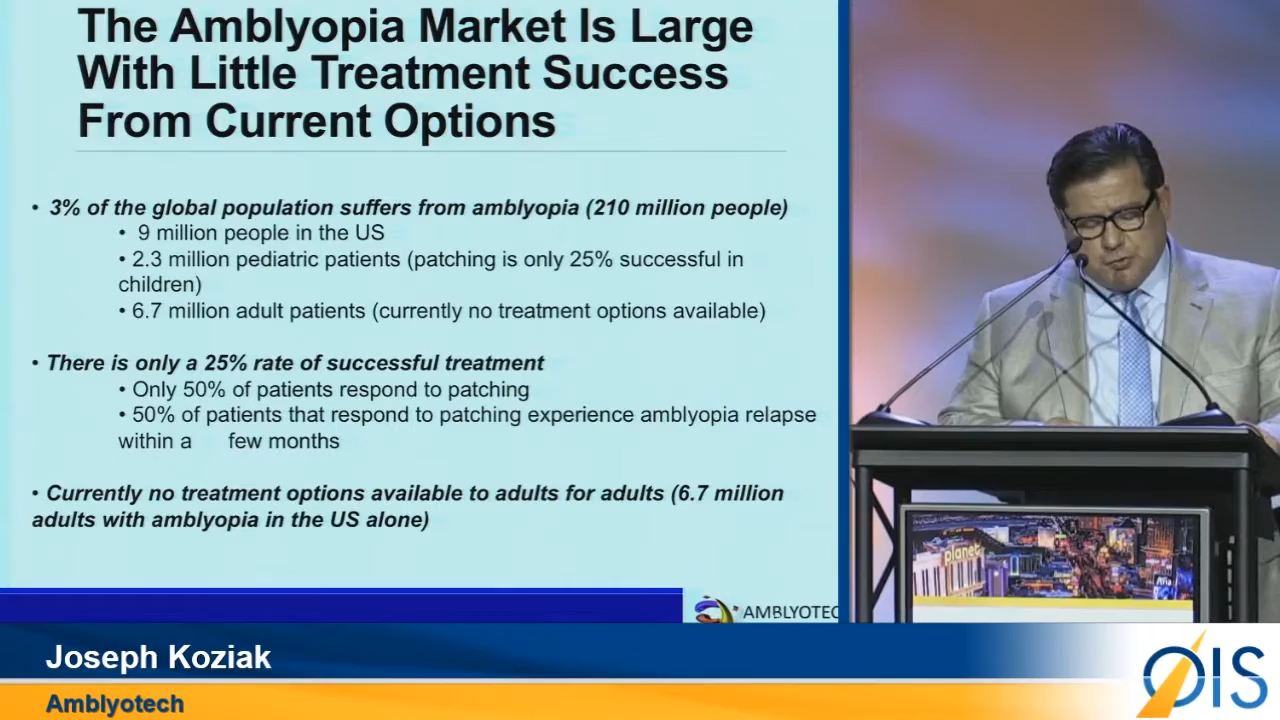 The Amblyopia Market Is Large
With Little Treatment Success
From Current Options
• 3% of the global population suffers from amblyopia (210 million people)
• 9 million people in the US
• 2.3 million pediatric patients (patching is only 25% successful in
children)
• 6.7 million adult patients (currently no treatment options available)
• There is only a 25% rate of successful treatment
• Only 50% of patients respond to patching
• 50% of patients that respond to patching experience amblyopia relapse
within a few months
• Currently no treatment options available to adults for adults (6.7 million
adults with amblyopia in the US alone)
AMBLYOTEC
planet
Aria
Joseph Koziak
Amblyotech
OIS